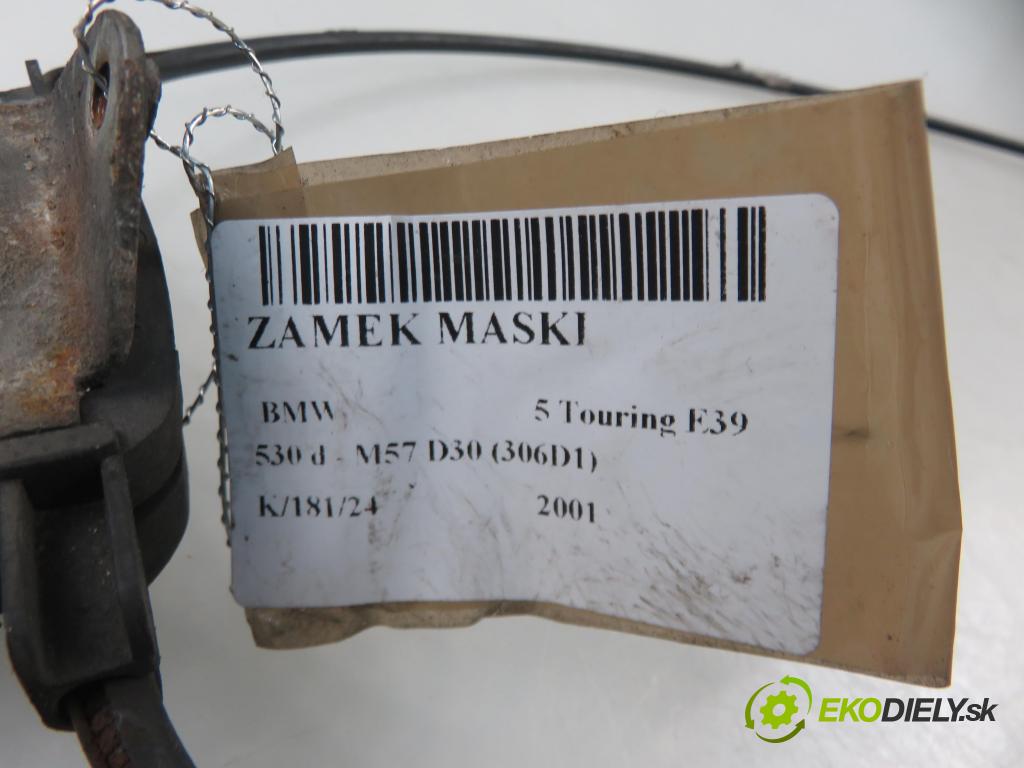 ZAMEK MASKI
BMW 5 Touring E39
530 d - M57 D30 (306D1)
K/181/24 2001
EKODIELY.sk